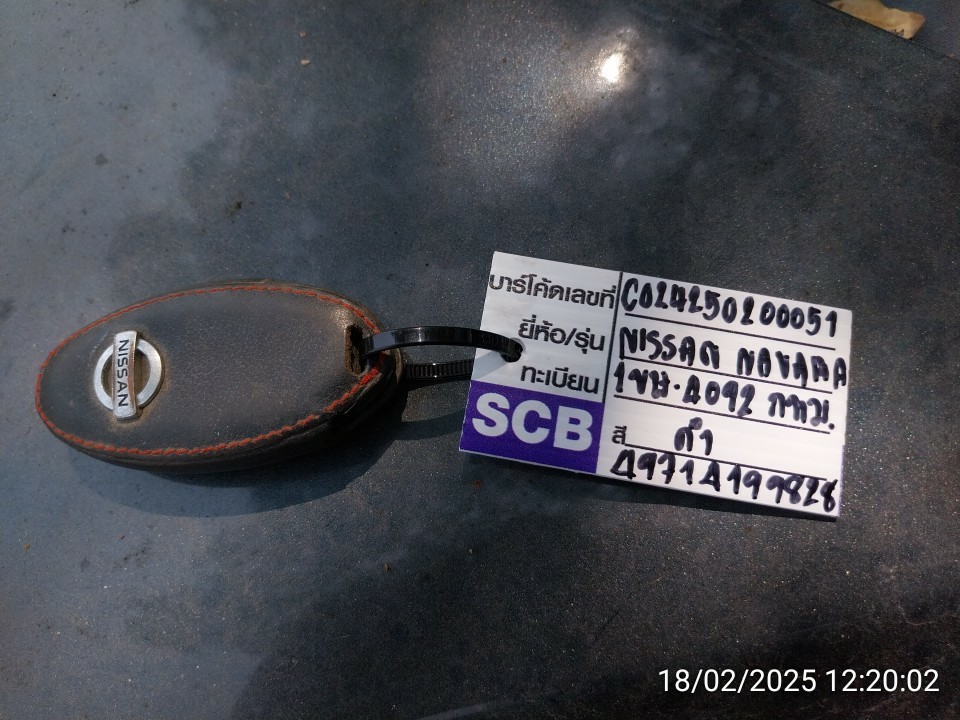 NISSAN
บาร์โค้ดเลขที่ C024250200051
ยี่ห้อ/รุ่น NISSAN NAVARA
ทะเบียน 1ขษ-4092 กทม.
SCB
สี ดำ
4971A199828
18/02/2025 12:20:02